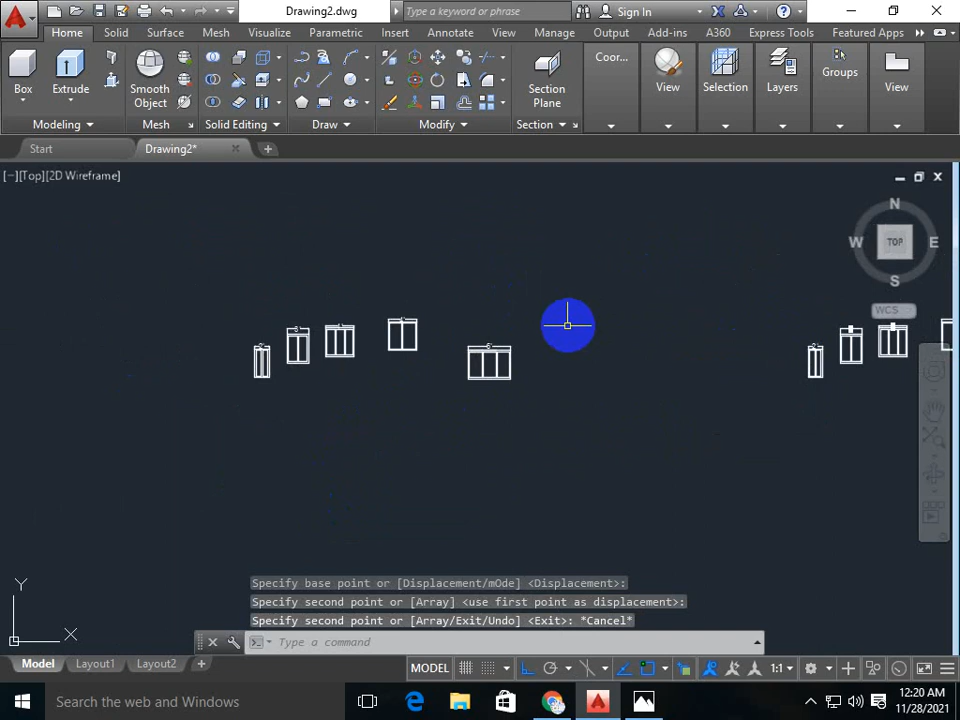 Drawing2.dwg
Type a keyword or phrase
Sign In
Home Solid Surface Mesh Visualize Parametric Insert Annotate View Manage Output Add-ins A360 Express Tools Featured Apps
Box
Extrude
Smooth
Object
Section
Plane
Coor...
View
Selection
Layers
Groups
View
Modeling
Mesh
Solid Editing
Draw
Modify
Section
Start
Drawing2*
[−][Top][2D Wireframe]
N
W
TOP
E
S
WCS
Y
X
Specify base point or [Displacement/mOde] <Displacement>:
Specify second point or [Array] <use first point as displacement>:
Specify second point or [Array/Exit/Undo] <Exit>: *Cancel*
Type a command
Model
Layout1
Layout2
MODEL
1:1
Search the web and Windows
12:20 AM
11/28/2021